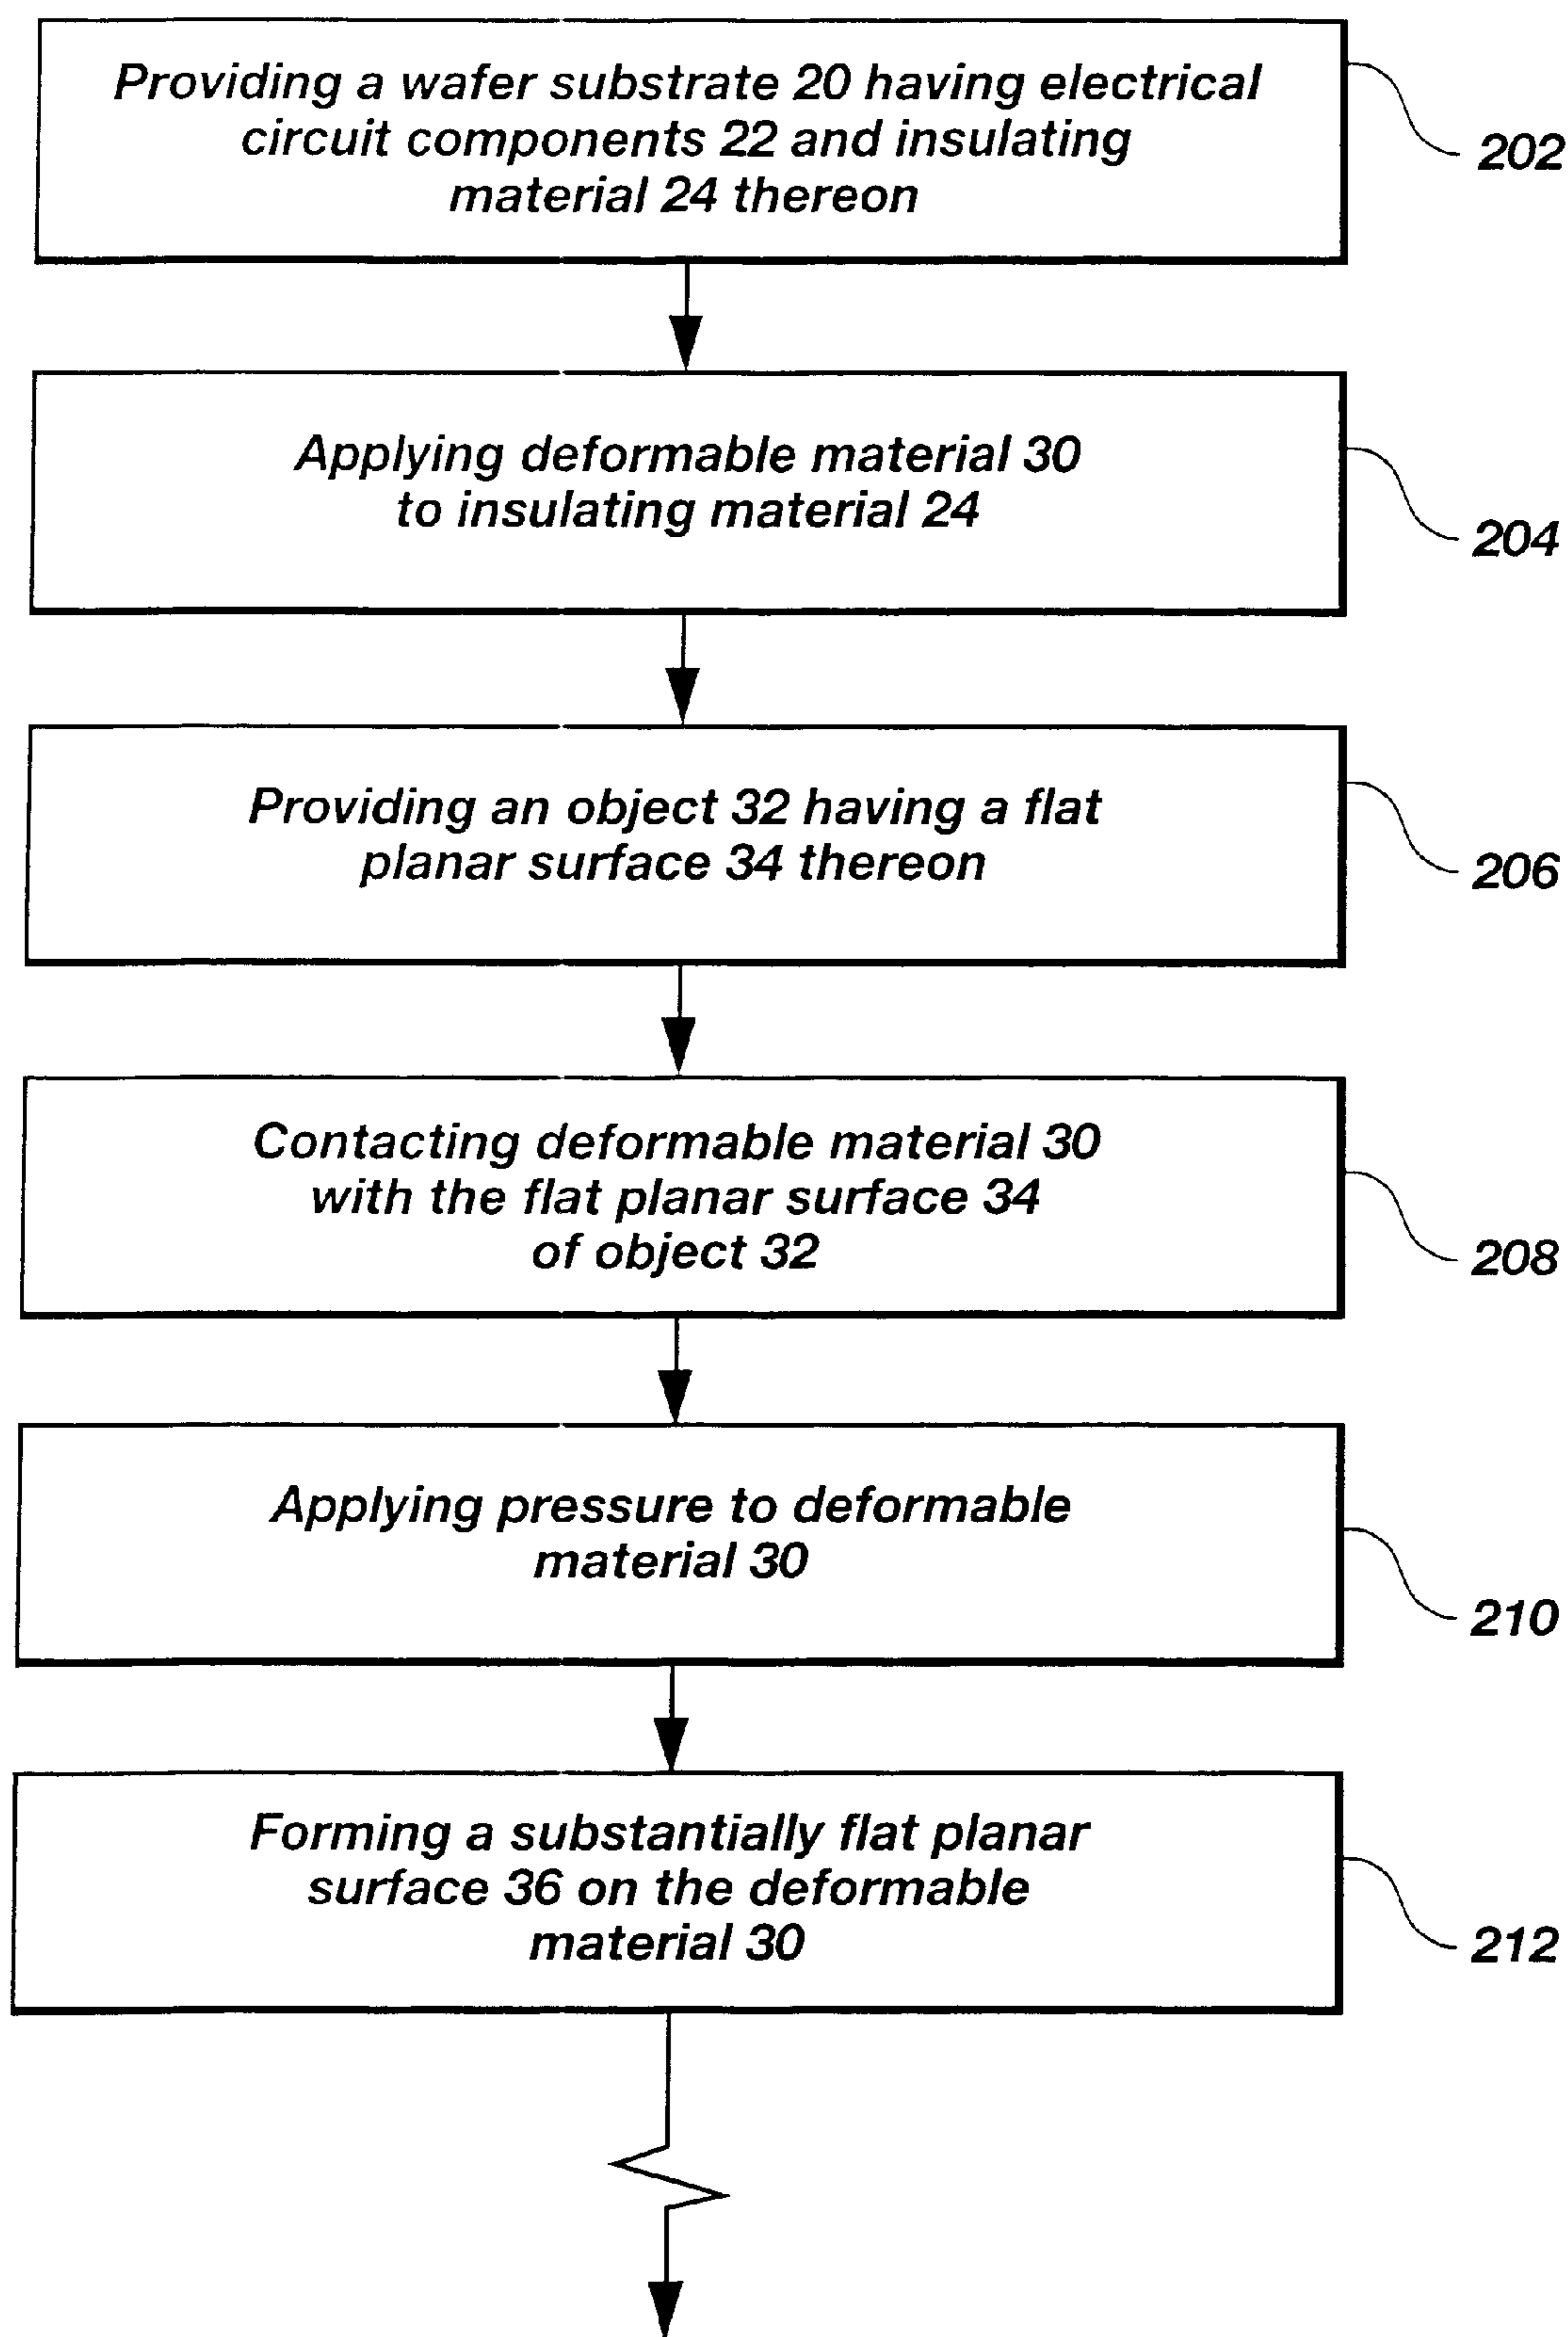 Providing a wafer substrate 20 having electrical
circuit components 22 and insulating
material 24 thereon
202
Applying deformable material 30
to insulating material 24
204
Providing an object 32 having a flat
planar surface 34 thereon
206
Contacting deformable material 30
with the flat planar surface 34
of object 32
208
Applying pressure to deformable
material 30
210
Forming a substantially flat planar
surface 36 on the deformable
material 30
212